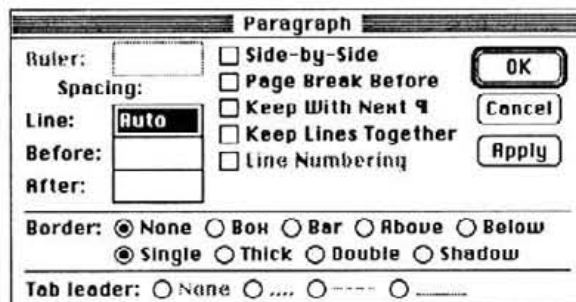 Paragraph
Ruler:
Side-by-Side
Spacing:
Page Break Before
OK
Line: Auto
Keep With Next ¶
Cancel
Before:
Keep Lines Together
Apply
After:
Line Numbering
Border: None Box Bar Above Below
Single Thick Double Shadow
Tab leader: None .... ---- ____